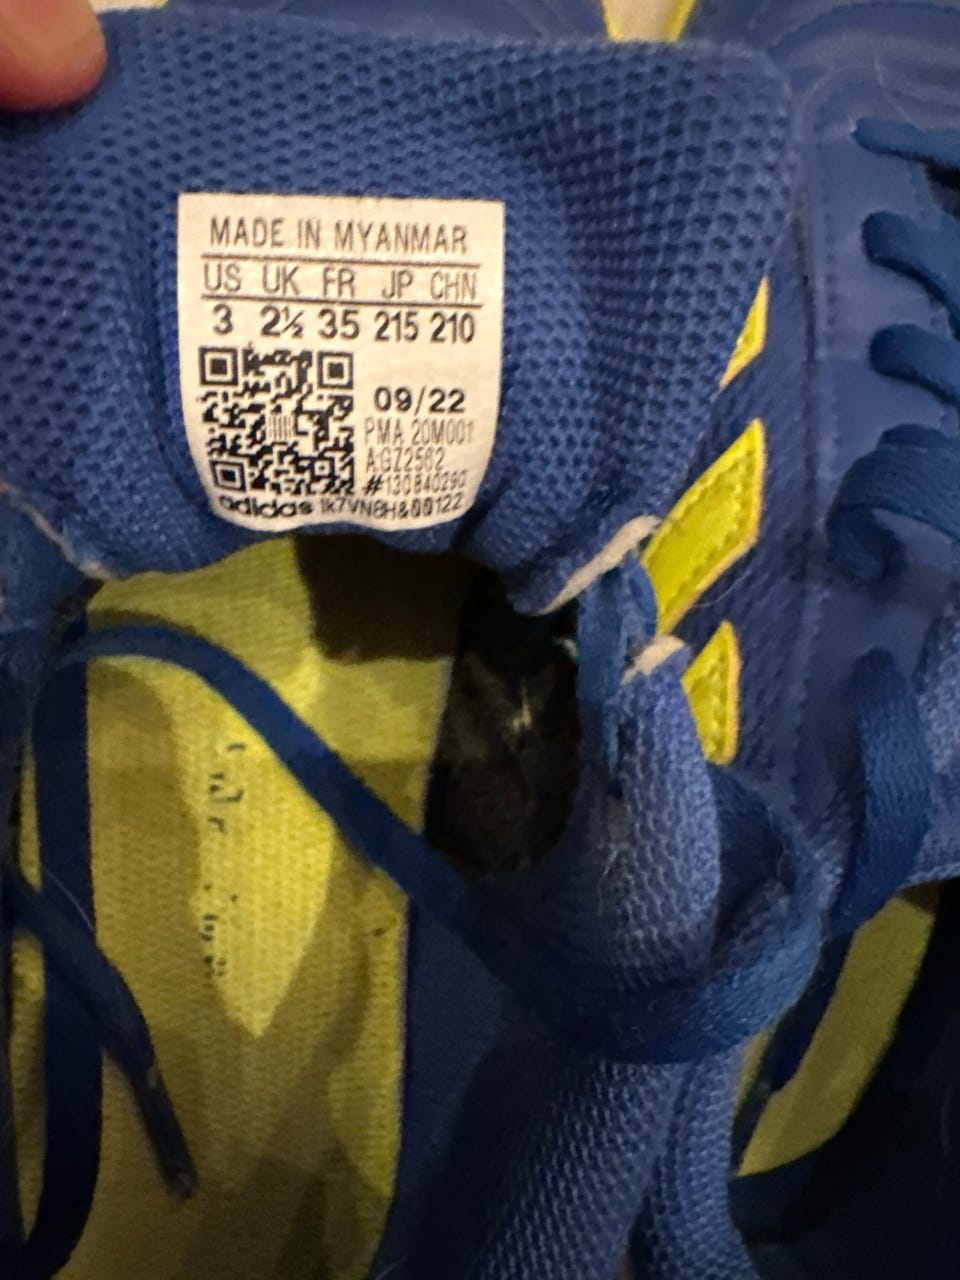 MADE IN MYANMAR
US UK FR JP CHN
3 2½ 35 215 210
09/22
PMA 20M001
AGZ2562
#130840290
adidas 1k7VN8H&00122